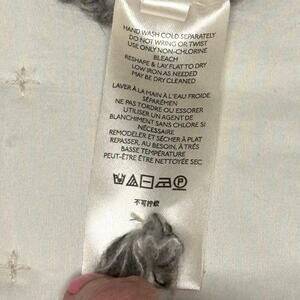 HAND WASH COLD SEPARATELY
DO NOT WRING OR TWIST
USE ONLY NON-CHLORINE
BLEACH
RESHAPE & LAY FLAT TO DRY
LOW IRON AS NEEDED
MAY BE DRY CLEANED
LAVER À LA MAIN À L'EAU FROIDE
SÉPARÉMEN
NE PAS TORDRE OU ESSORER
UTILISER UN AGENT DE
BLANCHIMENT SANS CHLORE SI
NÉCESSAIRE
REMODELER ET SÉCHER À PLAT
REPASSER, AU BESOIN, À TRÈS
BASSE TEMPÉRATURE
PEUT-ÊTRE ÊTRE NETTOYÉ SEC
P
不可拧绞